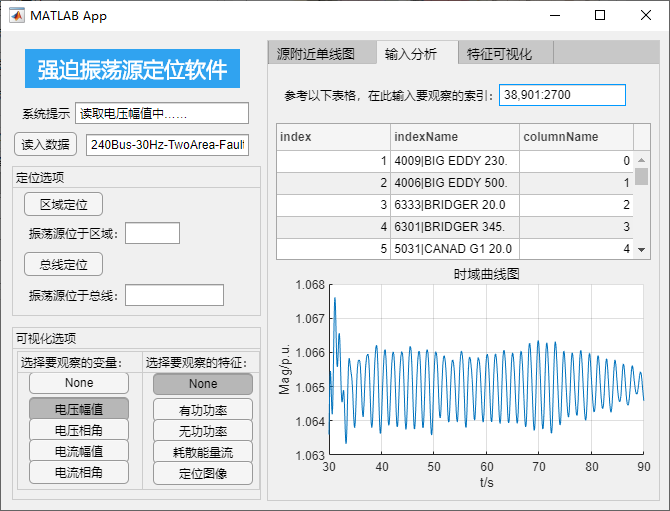 MATLAB App
强迫振荡源定位软件
系统提示 读取电压幅值中……
读入数据 240Bus-30Hz-TwoArea-Fault
定位选项
区域定位
振荡源位于区域:
总线定位
振荡源位于总线:
可视化选项
选择要观察的变量: 选择要观察的特征:
None None
电压幅值 有功功率
电压相角 无功功率
电流幅值 耗散能量流
电流相角 定位图像
源附近单线图 输入分析 特征可视化
参考以下表格，在此输入要观察的索引: 38,901:2700
index indexName columnName
1 4009|BIG EDDY 230. 0
2 4006|BIG EDDY 500. 1
3 6333|BRIDGER 20.0 2
4 6301|BRIDGER 345. 3
5 5031|CANAD G1 20.0 4
时域曲线图
Mag/p.u.
1.068
1.067
1.066
1.065
1.064
1.063
30 40 50 60 70 80 90
t/s